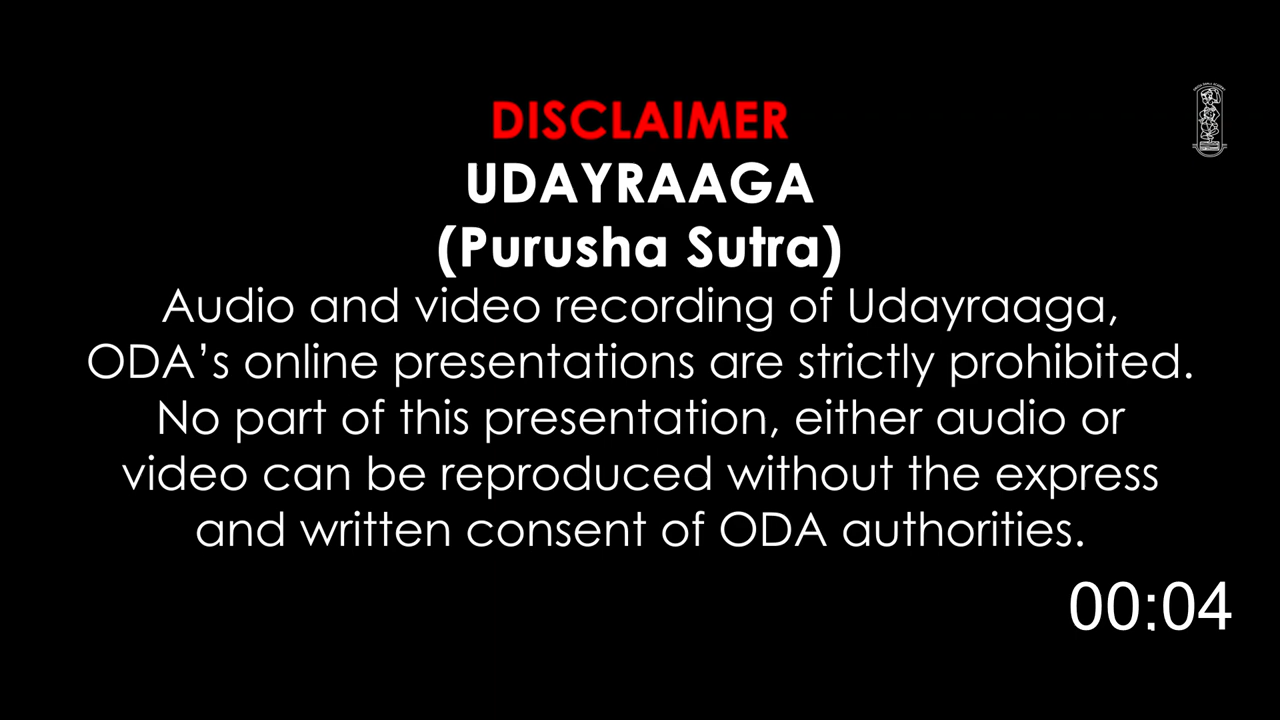 DISCLAIMER
UDAYRAAGA
(Purusha Sutra)
Audio and video recording of Udayraaga,
ODA’s online presentations are strictly prohibited.
No part of this presentation, either audio or
video can be reproduced without the express
and written consent of ODA authorities.
00:04